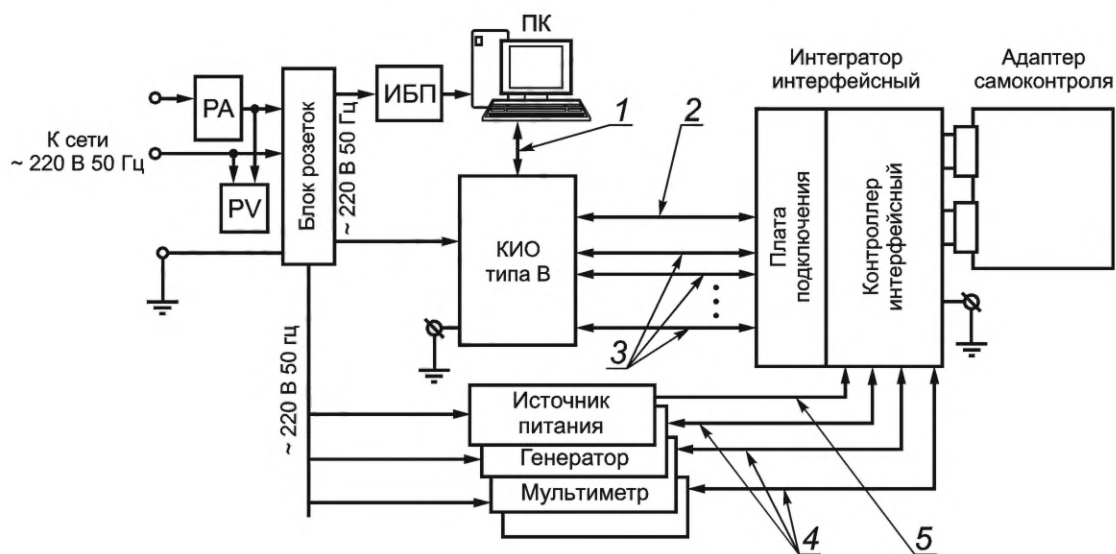 ПК
Интегратор
интерфейсный
Адаптер
самоконтроля
PA
ИБП
К сети
~ 220 В 50 Гц
PV
Блок розеток
~ 220 В 50 Гц
1
2
КИО
типа В
Плата
подключения
Контроллер
интерфейсный
3
~ 220 В 50 гц
Источник
питания
Генератор
Мультиметр
4
5